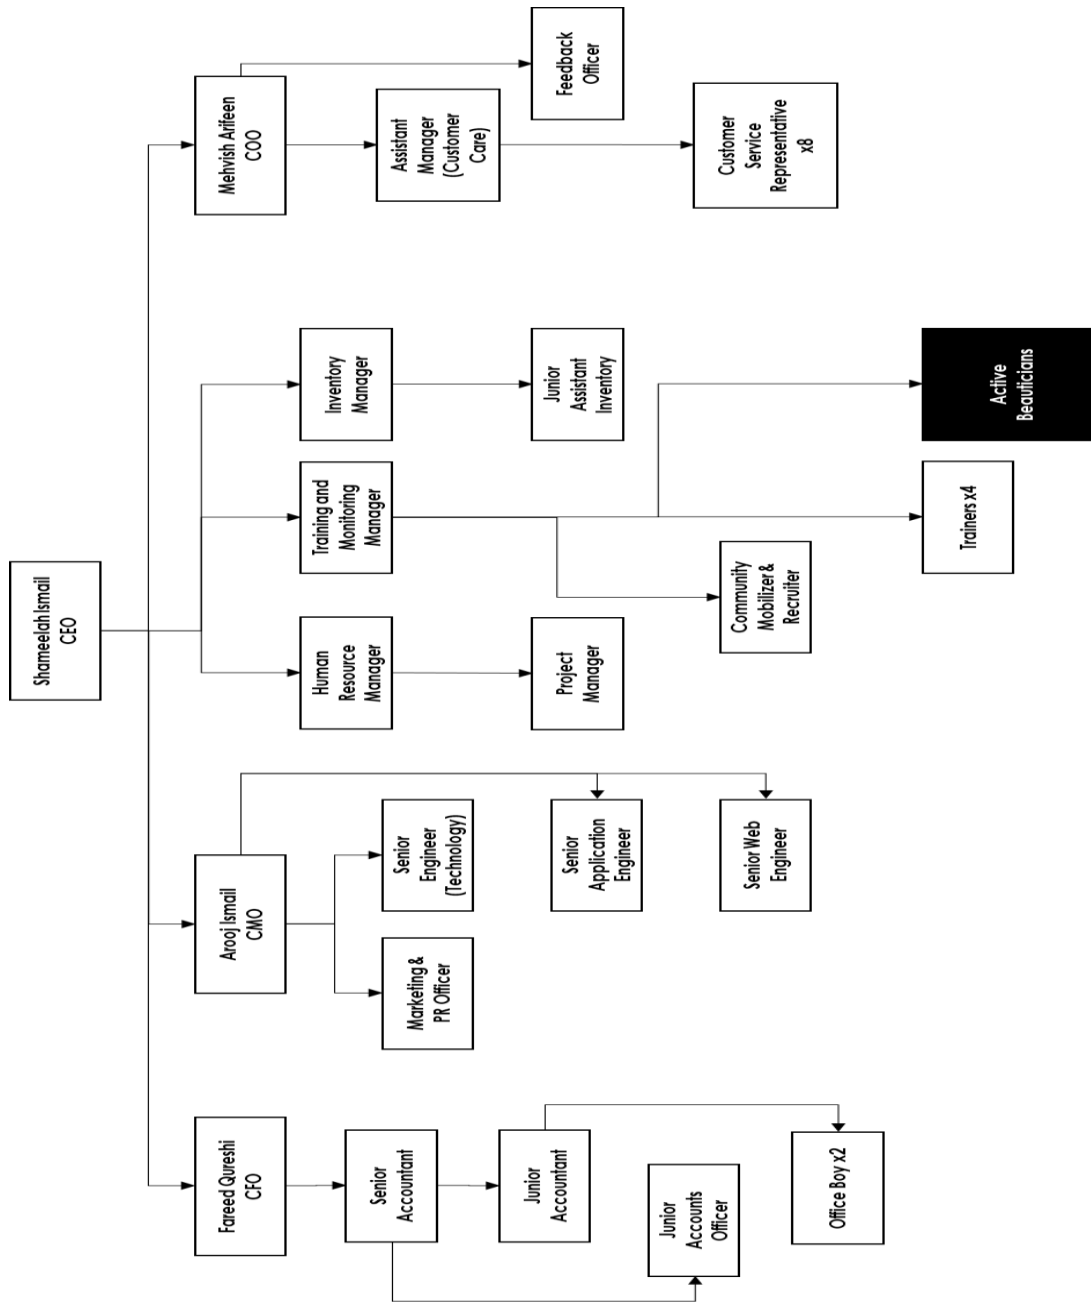 Shameelah Ismail
CEO
Fareed Qureshi
CFO
Arooj Ismail
CMO
Mehvish Arifeen
COO
Senior
Accountant
Junior
Accountant
Junior
Accounts
Officer
Office Boy x2
Marketing &
PR Officer
Senior
Engineer
(Technology)
Senior
Application
Engineer
Senior Web
Engineer
Human
Resource
Manager
Training and
Monitoring
Manager
Inventory
Manager
Project
Manager
Junior
Assistant
Inventory
Community
Mobilizer &
Recruiter
Trainers x4
Active
Beauticians
Assistant
Manager
(Customer
Care)
Feedback
Officer
Customer
Service
Representative
x8